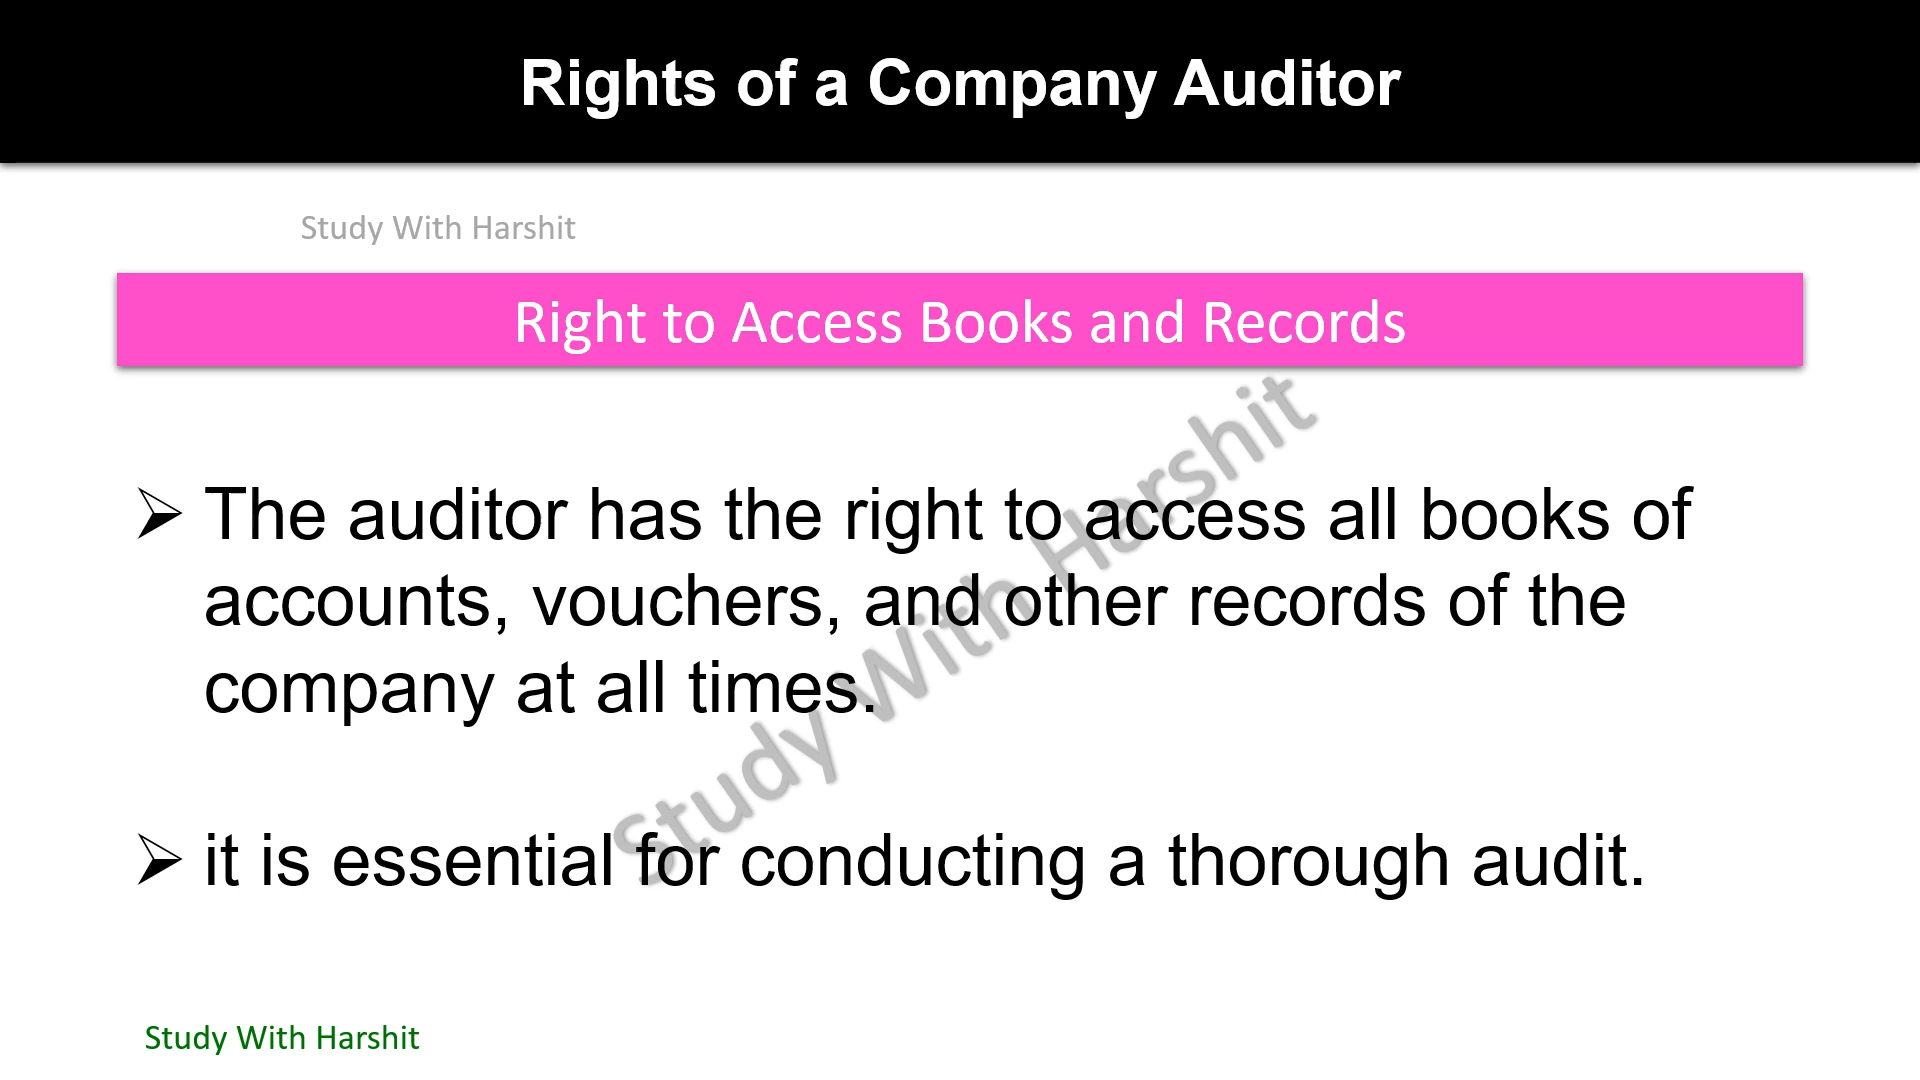 Rights of a Company Auditor
Study With Harshit
Right to Access Books and Records
The auditor has the right to access all books of
accounts, vouchers, and other records of the
company at all times.
it is essential for conducting a thorough audit.
Study With Harshit
Study With Harshit